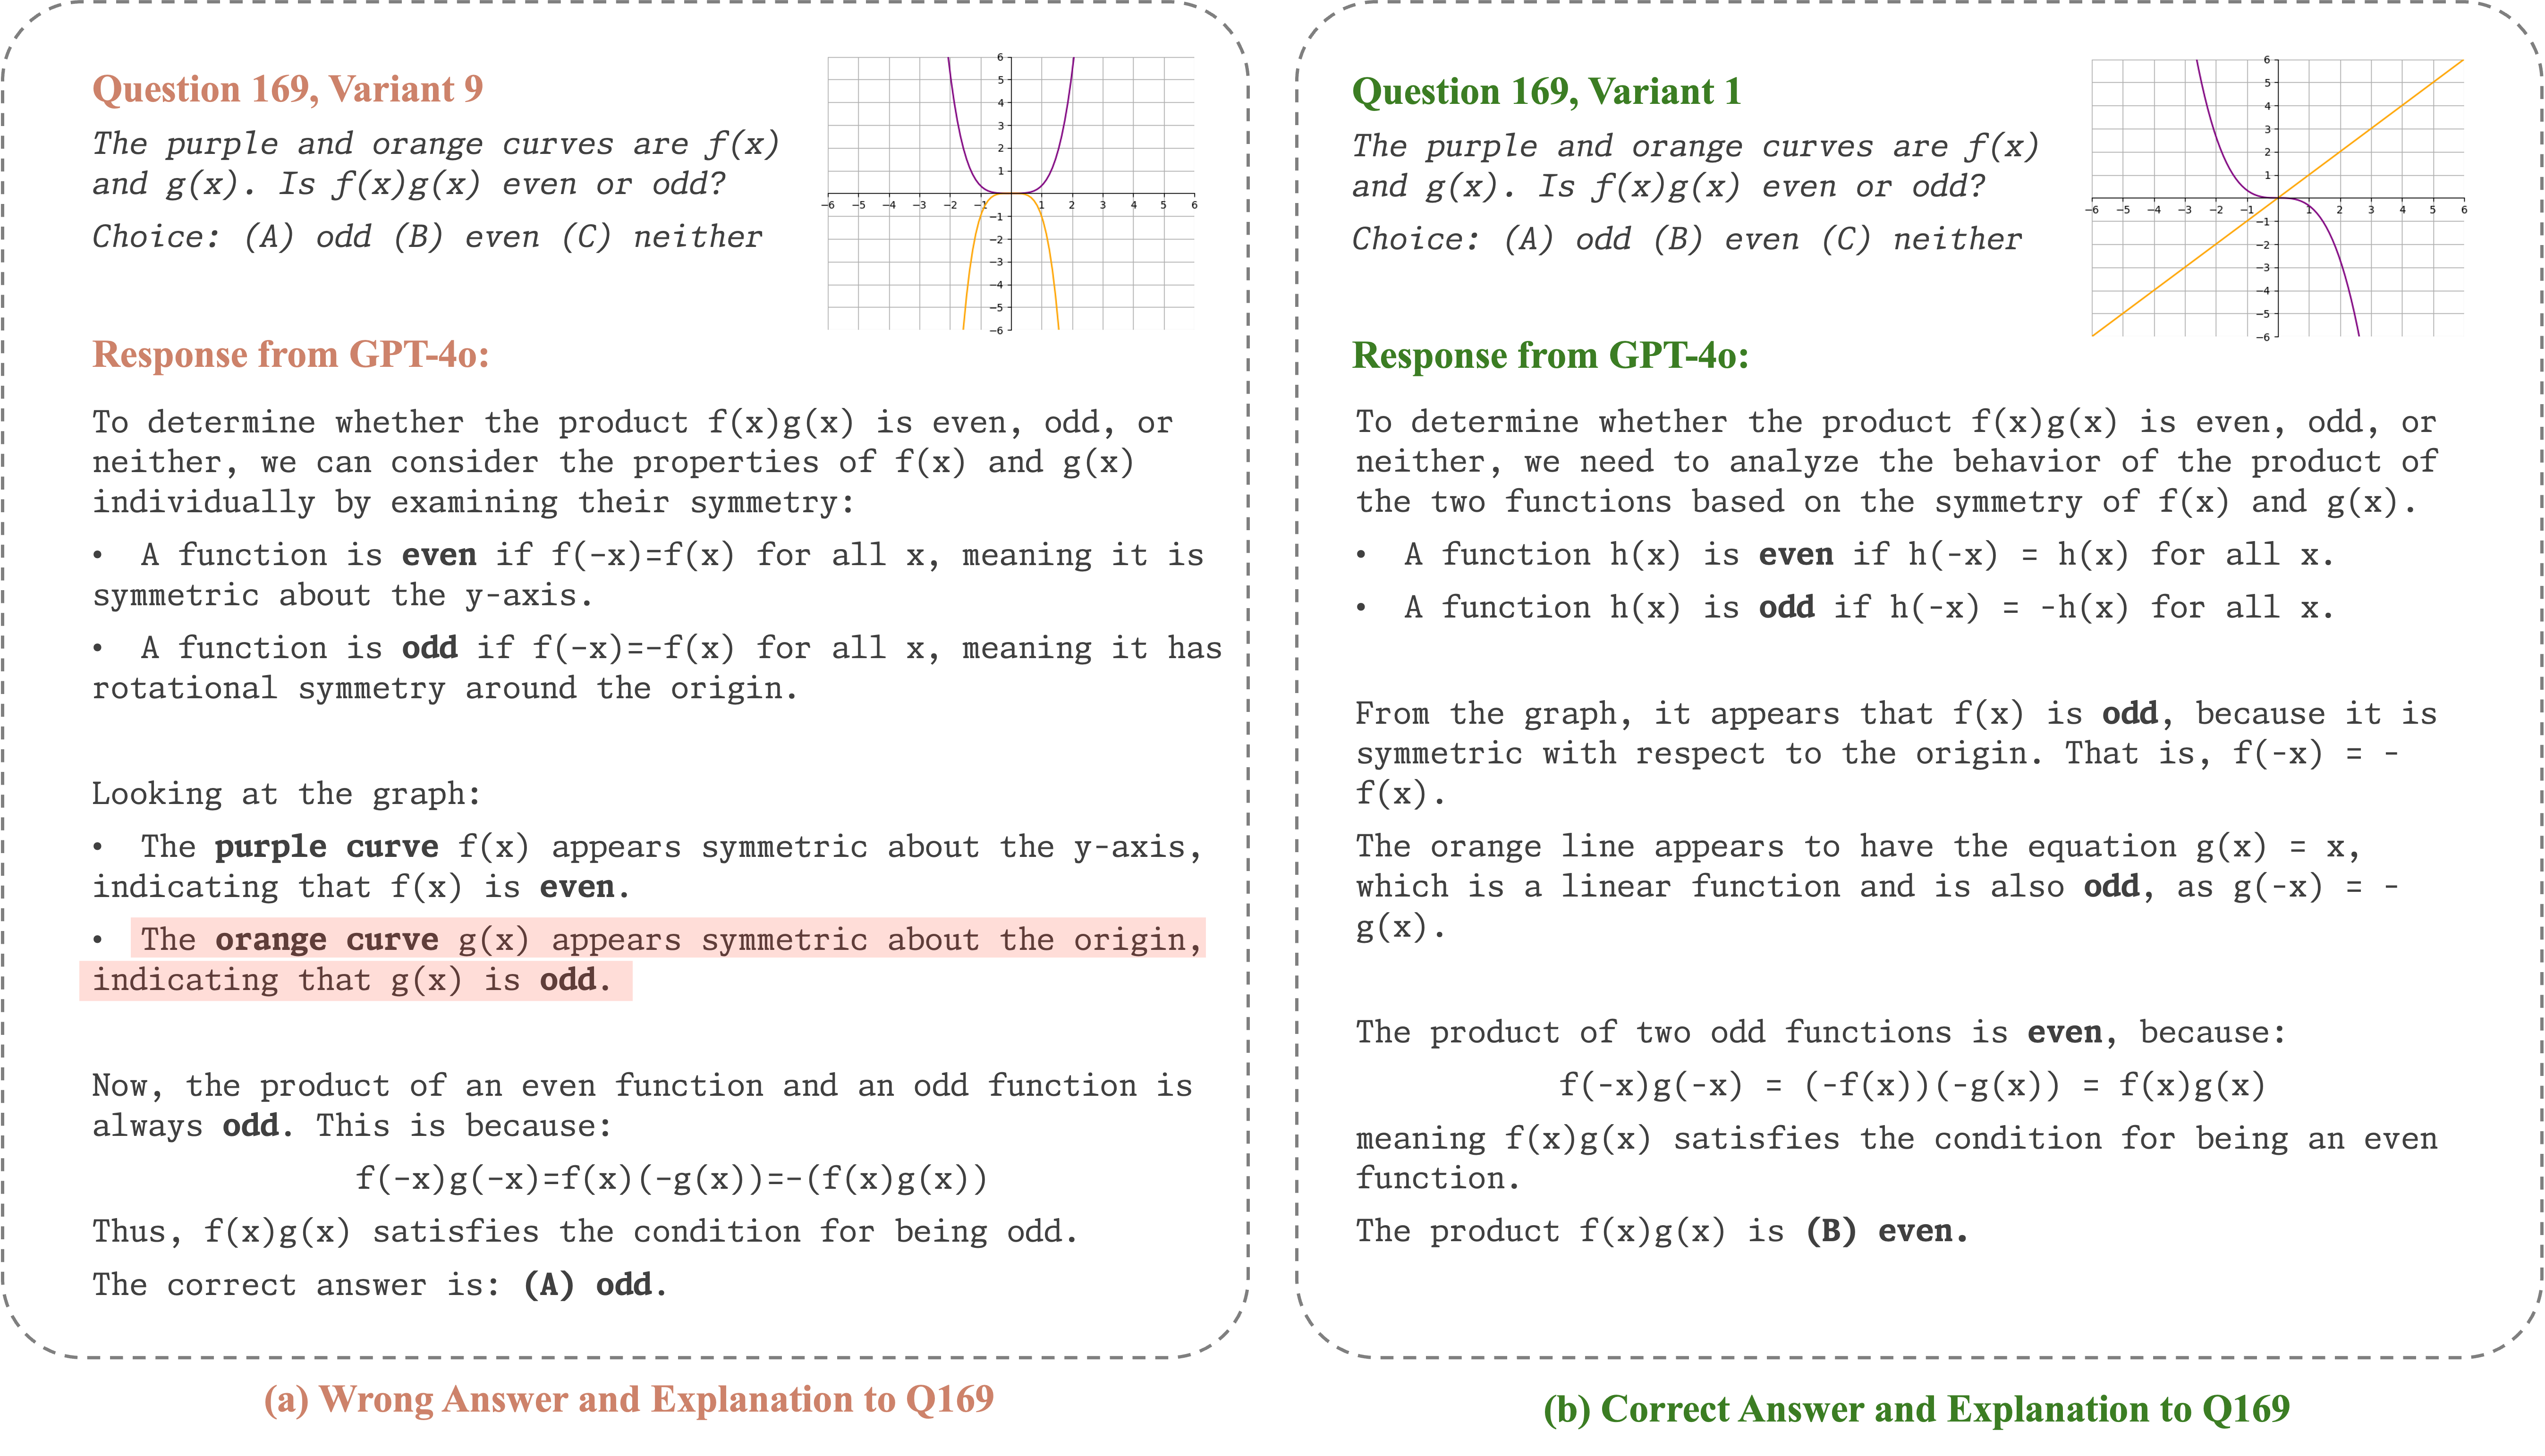 Question 169, Variant 9
The purple and orange curves are f(x)
and g(x). Is f(x)g(x) even or odd?
Choice: (A) odd (B) even (C) neither
6
5
4
3
2
1
−6 −5 −4 −3 −2 −1 1 2 3 4 5 6
−1
−2
−3
−4
−5
−6
Response from GPT-4o:
To determine whether the product f(x)g(x) is even, odd, or
neither, we can consider the properties of f(x) and g(x)
individually by examining their symmetry:
• A function is even if f(-x)=f(x) for all x, meaning it is
symmetric about the y-axis.
• A function is odd if f(-x)=-f(x) for all x, meaning it has
rotational symmetry around the origin.
Looking at the graph:
• The purple curve f(x) appears symmetric about the y-axis,
indicating that f(x) is even.
• The orange curve g(x) appears symmetric about the origin,
indicating that g(x) is odd.
Now, the product of an even function and an odd function is
always odd. This is because:
f(-x)g(-x)=f(x)(-g(x))=-(f(x)g(x))
Thus, f(x)g(x) satisfies the condition for being odd.
The correct answer is: (A) odd.
(a) Wrong Answer and Explanation to Q169
Question 169, Variant 1
The purple and orange curves are f(x)
and g(x). Is f(x)g(x) even or odd?
Choice: (A) odd (B) even (C) neither
6
5
4
3
2
1
−6 −5 −4 −3 −2 −1 1 2 3 4 5 6
−1
−2
−3
−4
−5
−6
Response from GPT-4o:
To determine whether the product f(x)g(x) is even, odd, or
neither, we need to analyze the behavior of the product of
the two functions based on the symmetry of f(x) and g(x).
• A function h(x) is even if h(-x) = h(x) for all x.
• A function h(x) is odd if h(-x) = -h(x) for all x.
From the graph, it appears that f(x) is odd, because it is
symmetric with respect to the origin. That is, f(-x) = -
f(x).
The orange line appears to have the equation g(x) = x,
which is a linear function and is also odd, as g(-x) = -
g(x).
The product of two odd functions is even, because:
f(-x)g(-x) = (-f(x))(-g(x)) = f(x)g(x)
meaning f(x)g(x) satisfies the condition for being an even
function.
The product f(x)g(x) is (B) even.
(b) Correct Answer and Explanation to Q169